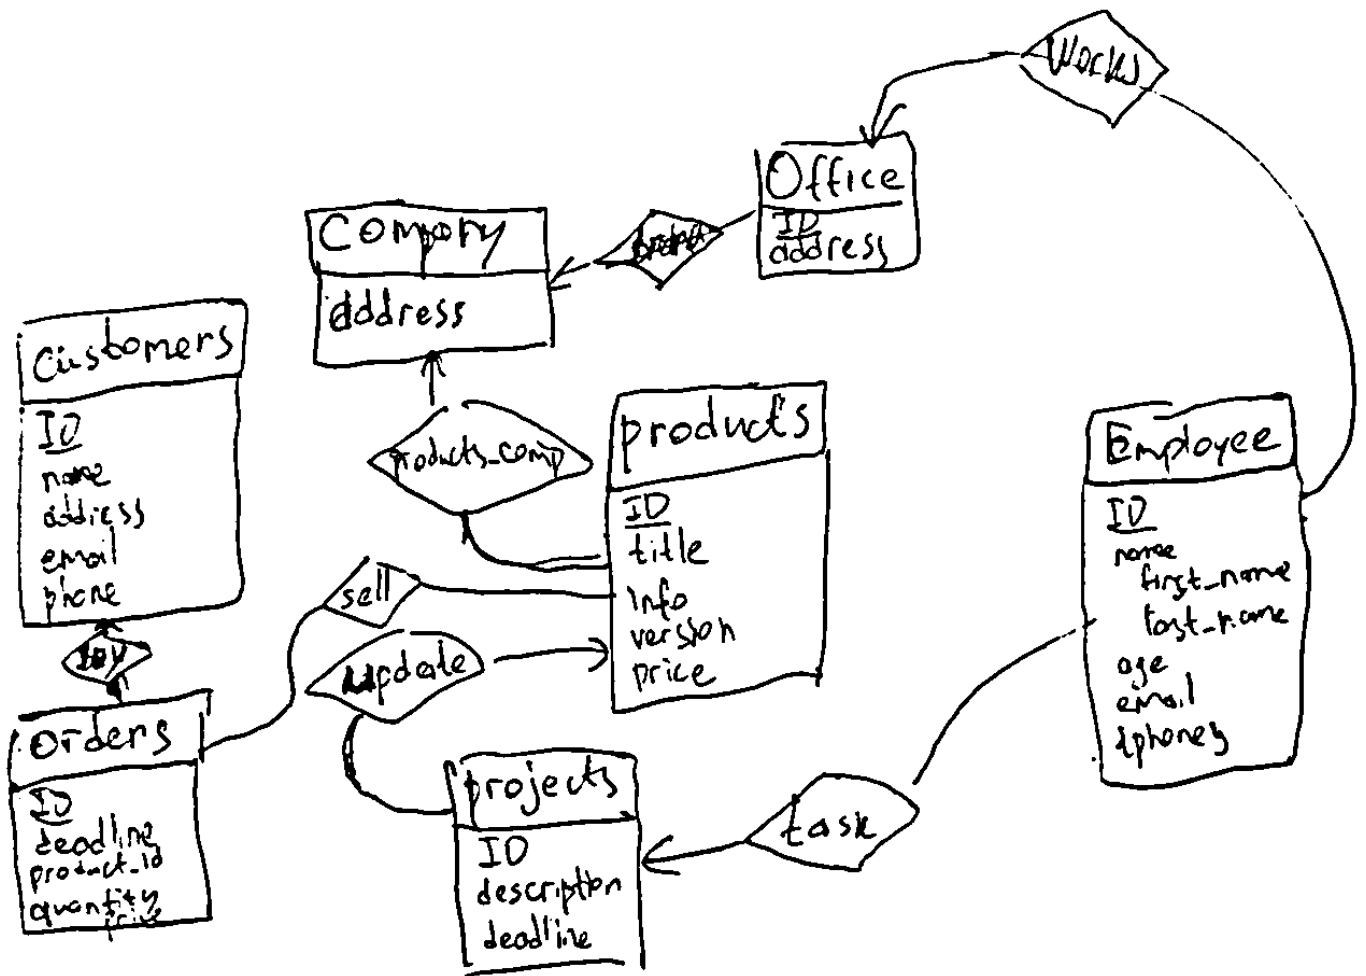 Works
Office
ID
address
Company
address
Customers
ID
name
address
email
phone
products_comp
products
ID
title
info
version
price
sell
update
Employee
ID
name
first_name
last_name
age
email
{phone}
Orders
ID
deadline
product_id
quantity
price
projects
ID
description
deadline
task